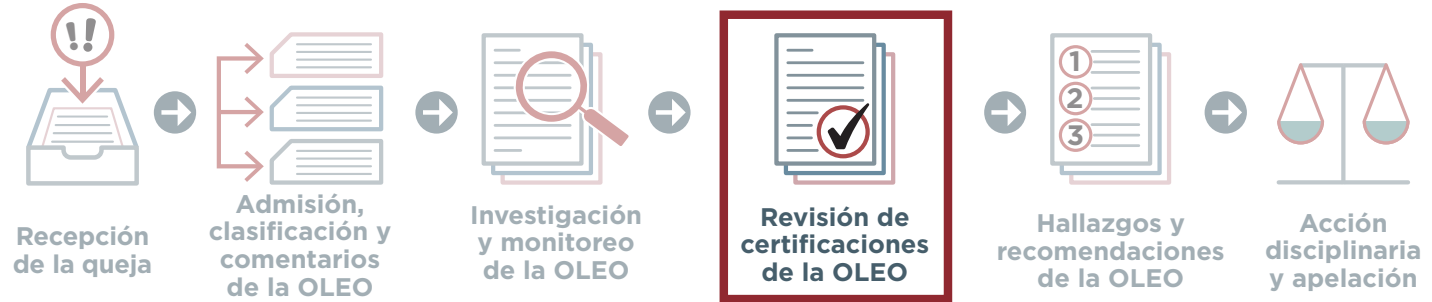 !!
Recepción
de la queja
Admisión,
clasificación y
comentarios
de la OLEO
Investigación
y monitoreo
de la OLEO
Revisión de
certificaciones
de la OLEO
1
2
3
Hallazgos y
recomendaciones
de la OLEO
Acción
disciplinaria
y apelación